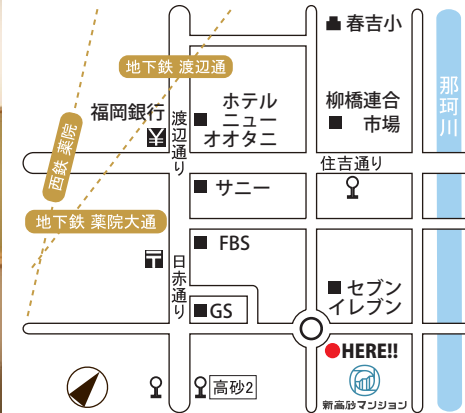 春吉小
地下鉄 渡辺通
那珂川
福岡銀行
渡辺通り
ホテル
ニュー
オオタニ
柳橋連合
市場
西鉄 薬院
住吉通り
サニー
地下鉄 薬院大通
FBS
日赤通り
セブン
イレブン
GS
HERE!!
高砂2
新高砂マンション